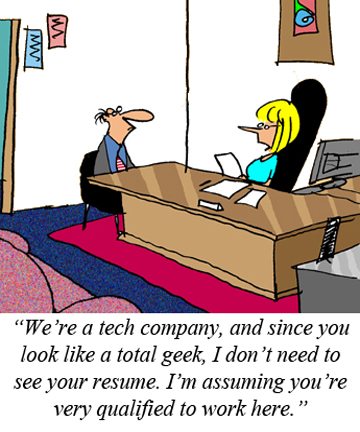 “We’re a tech company, and since you
look like a total geek, I don’t need to
see your resume. I’m assuming you’re
very qualified to work here.”